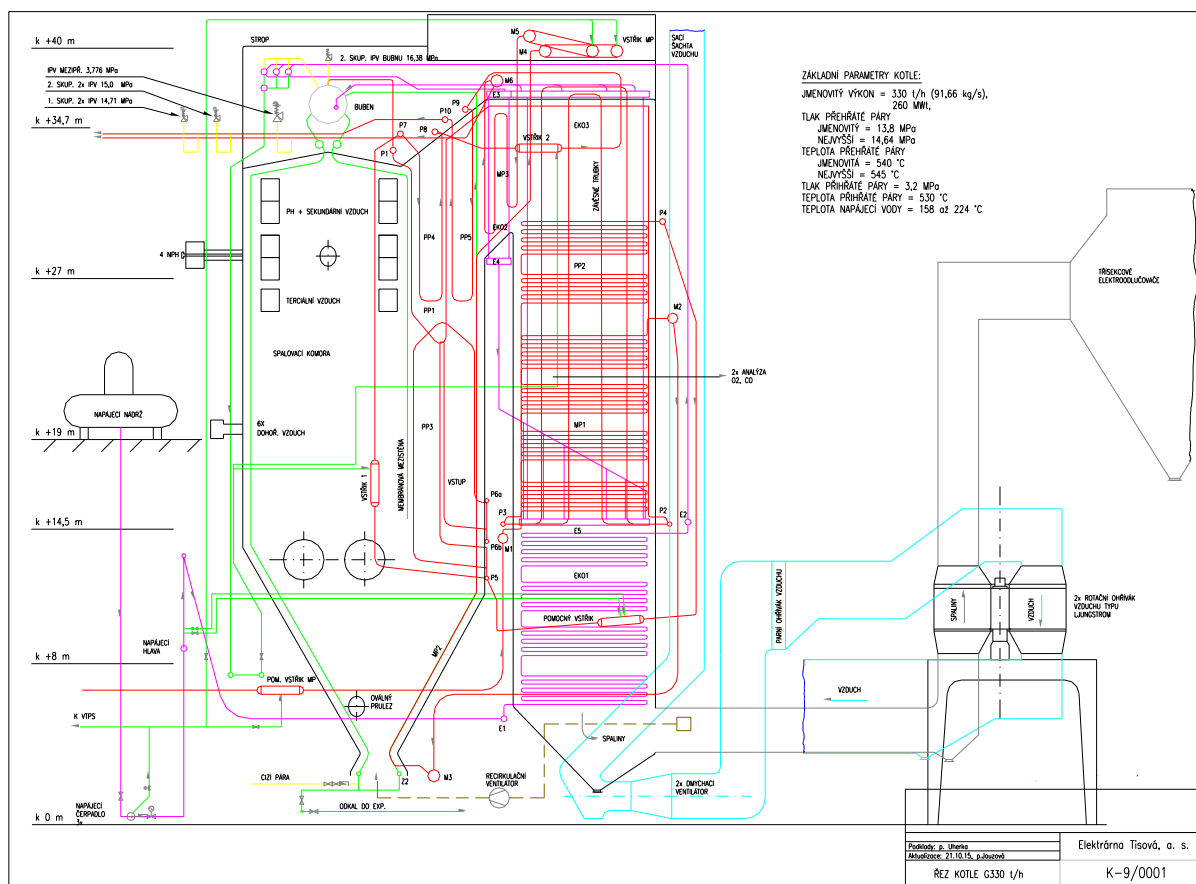 k +40 m
STROP
M5
M4
VSTŘIK MP
SACÍ
ŠACHTA
VZDUCHU
2. SKUP. IPV BUBNU 16,38 MPa
IPV MEZIPŘ. 3,776 MPa
2. SKUP. 2x IPV 15,0 MPa
1. SKUP. 2x IPV 14,71 MPa
M6
E3
P9
BUBEN
P10
k +34,7 m
P7
P8
P1
VSTŘIK 2
EKO3
MP3
ZÁVĚSNÉ TRUBKY
ZÁKLADNÍ PARAMETRY KOTLE:
JMENOVITÝ VÝKON = 330 t/h (91,66 kg/s),
260 MWt,
TLAK PŘEHŘÁTÉ PÁRY
JMENOVITÝ = 13,8 MPa
NEJVYŠŠÍ = 14,64 MPa
TEPLOTA PŘEHŘÁTÉ PÁRY
JMENOVITÁ = 540 °C
NEJVYŠŠÍ = 545 °C
TLAK PŘIHŘÁTÉ PÁRY = 3,2 MPa
TEPLOTA PŘIHŘÁTÉ PÁRY = 530 °C
TEPLOTA NAPÁJECÍ VODY = 158 až 224 °C
PH + SEKUNDÁRNÍ VZDUCH
P4
PP4
PP5
EKO2
4 NPH
E4
PP2
k +27 m
TŘÍSEKCOVÉ
ELEKTROODLUČOVAČE
TERCIÁLNÍ VZDUCH
PP1
M2
SPALOVACÍ KOMORA
2x ANALÝZA
O2, CO
NAPÁJECÍ NÁDRŽ
6X
DOHOŘ. VZDUCH
k +19 m
PP3
MP1
MEMBRÁNOVÁ MEZISTĚNA
VSTŘIK 1
VSTUP
P6a
P3
P2
E2
k +14,5 m
E5
P6b
M1
P5
EKO1
PARNÍ OHŘÍVÁK VZDUCHU
SPALINY
VZDUCH
2x ROTAČNÍ OHŘÍVÁK
VZDUCHU TYPU
LJUNGSTROM
POMOCNÝ VSTŘIK
NAPÁJECÍ
HLAVA
k +8 m
MP2
POM. VSTŘIK MP
OVÁLNÝ
PRULEZ
VZDUCH
K VTPS
E1
SPALINY
CIZÍ PÁRA
Z2
M3
RECIRKULAČNÍ
VENTILÁTOR
2x DMYCHACÍ
VENTILÁTOR
ODKAL DO EXP.
NAPÁJECÍ
ČERPADLO
3x
k 0 m
Podklady: p. Uherka
Aktualizace: 21.10.15, p.Jouzová
Elektrárna Tisová, a. s.
ŘEZ KOTLE G330 t/h
K-9/0001